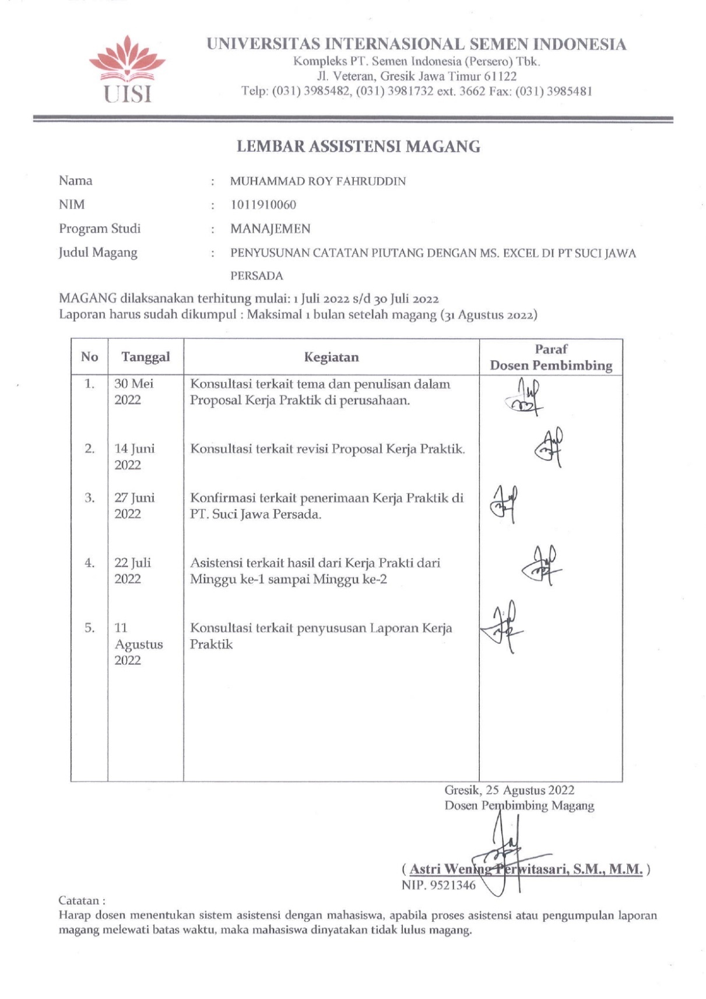 UISI
UNIVERSITAS INTERNASIONAL SEMEN INDONESIA
Kompleks PT. Semen Indonesia (Persero) Tbk.
Jl. Veteran, Gresik Jawa Timur 61122
Telp: (031) 3985482, (031) 3981732 ext. 3662 Fax: (031) 3985481
LEMBAR ASSISTENSI MAGANG
Nama : MUHAMMAD ROY FAHRUDDIN
NIM : 1011910060
Program Studi : MANAJEMEN
Judul Magang : PENYUSUNAN CATATAN PIUTANG DENGAN MS. EXCEL DI PT SUCI JAWA
PERSADA
MAGANG dilaksanakan terhitung mulai: 1 Juli 2022 s/d 30 Juli 2022
Laporan harus sudah dikumpul : Maksimal 1 bulan setelah magang (31 Agustus 2022)
No Tanggal Kegiatan Paraf
Dosen Pembimbing
1. 30 Mei Konsultasi terkait tema dan penulisan dalam
2022 Proposal Kerja Praktik di perusahaan.
2. 14 Juni Konsultasi terkait revisi Proposal Kerja Praktik.
2022
3. 27 Juni Konfirmasi terkait penerimaan Kerja Praktik di
2022 PT. Suci Jawa Persada.
4. 22 Juli Asistensi terkait hasil dari Kerja Prakti dari
2022 Minggu ke-1 sampai Minggu ke-2
5. 11 Konsultasi terkait penyususan Laporan Kerja
Agustus Praktik
2022
Gresik, 25 Agustus 2022
Dosen Pembimbing Magang
( Astri Wening Perwitasari, S.M., M.M. )
NIP. 9521346
Catatan :
Harap dosen menentukan sistem asistensi dengan mahasiswa, apabila proses asistensi atau pengumpulan laporan
magang melewati batas waktu, maka mahasiswa dinyatakan tidak lulus magang.